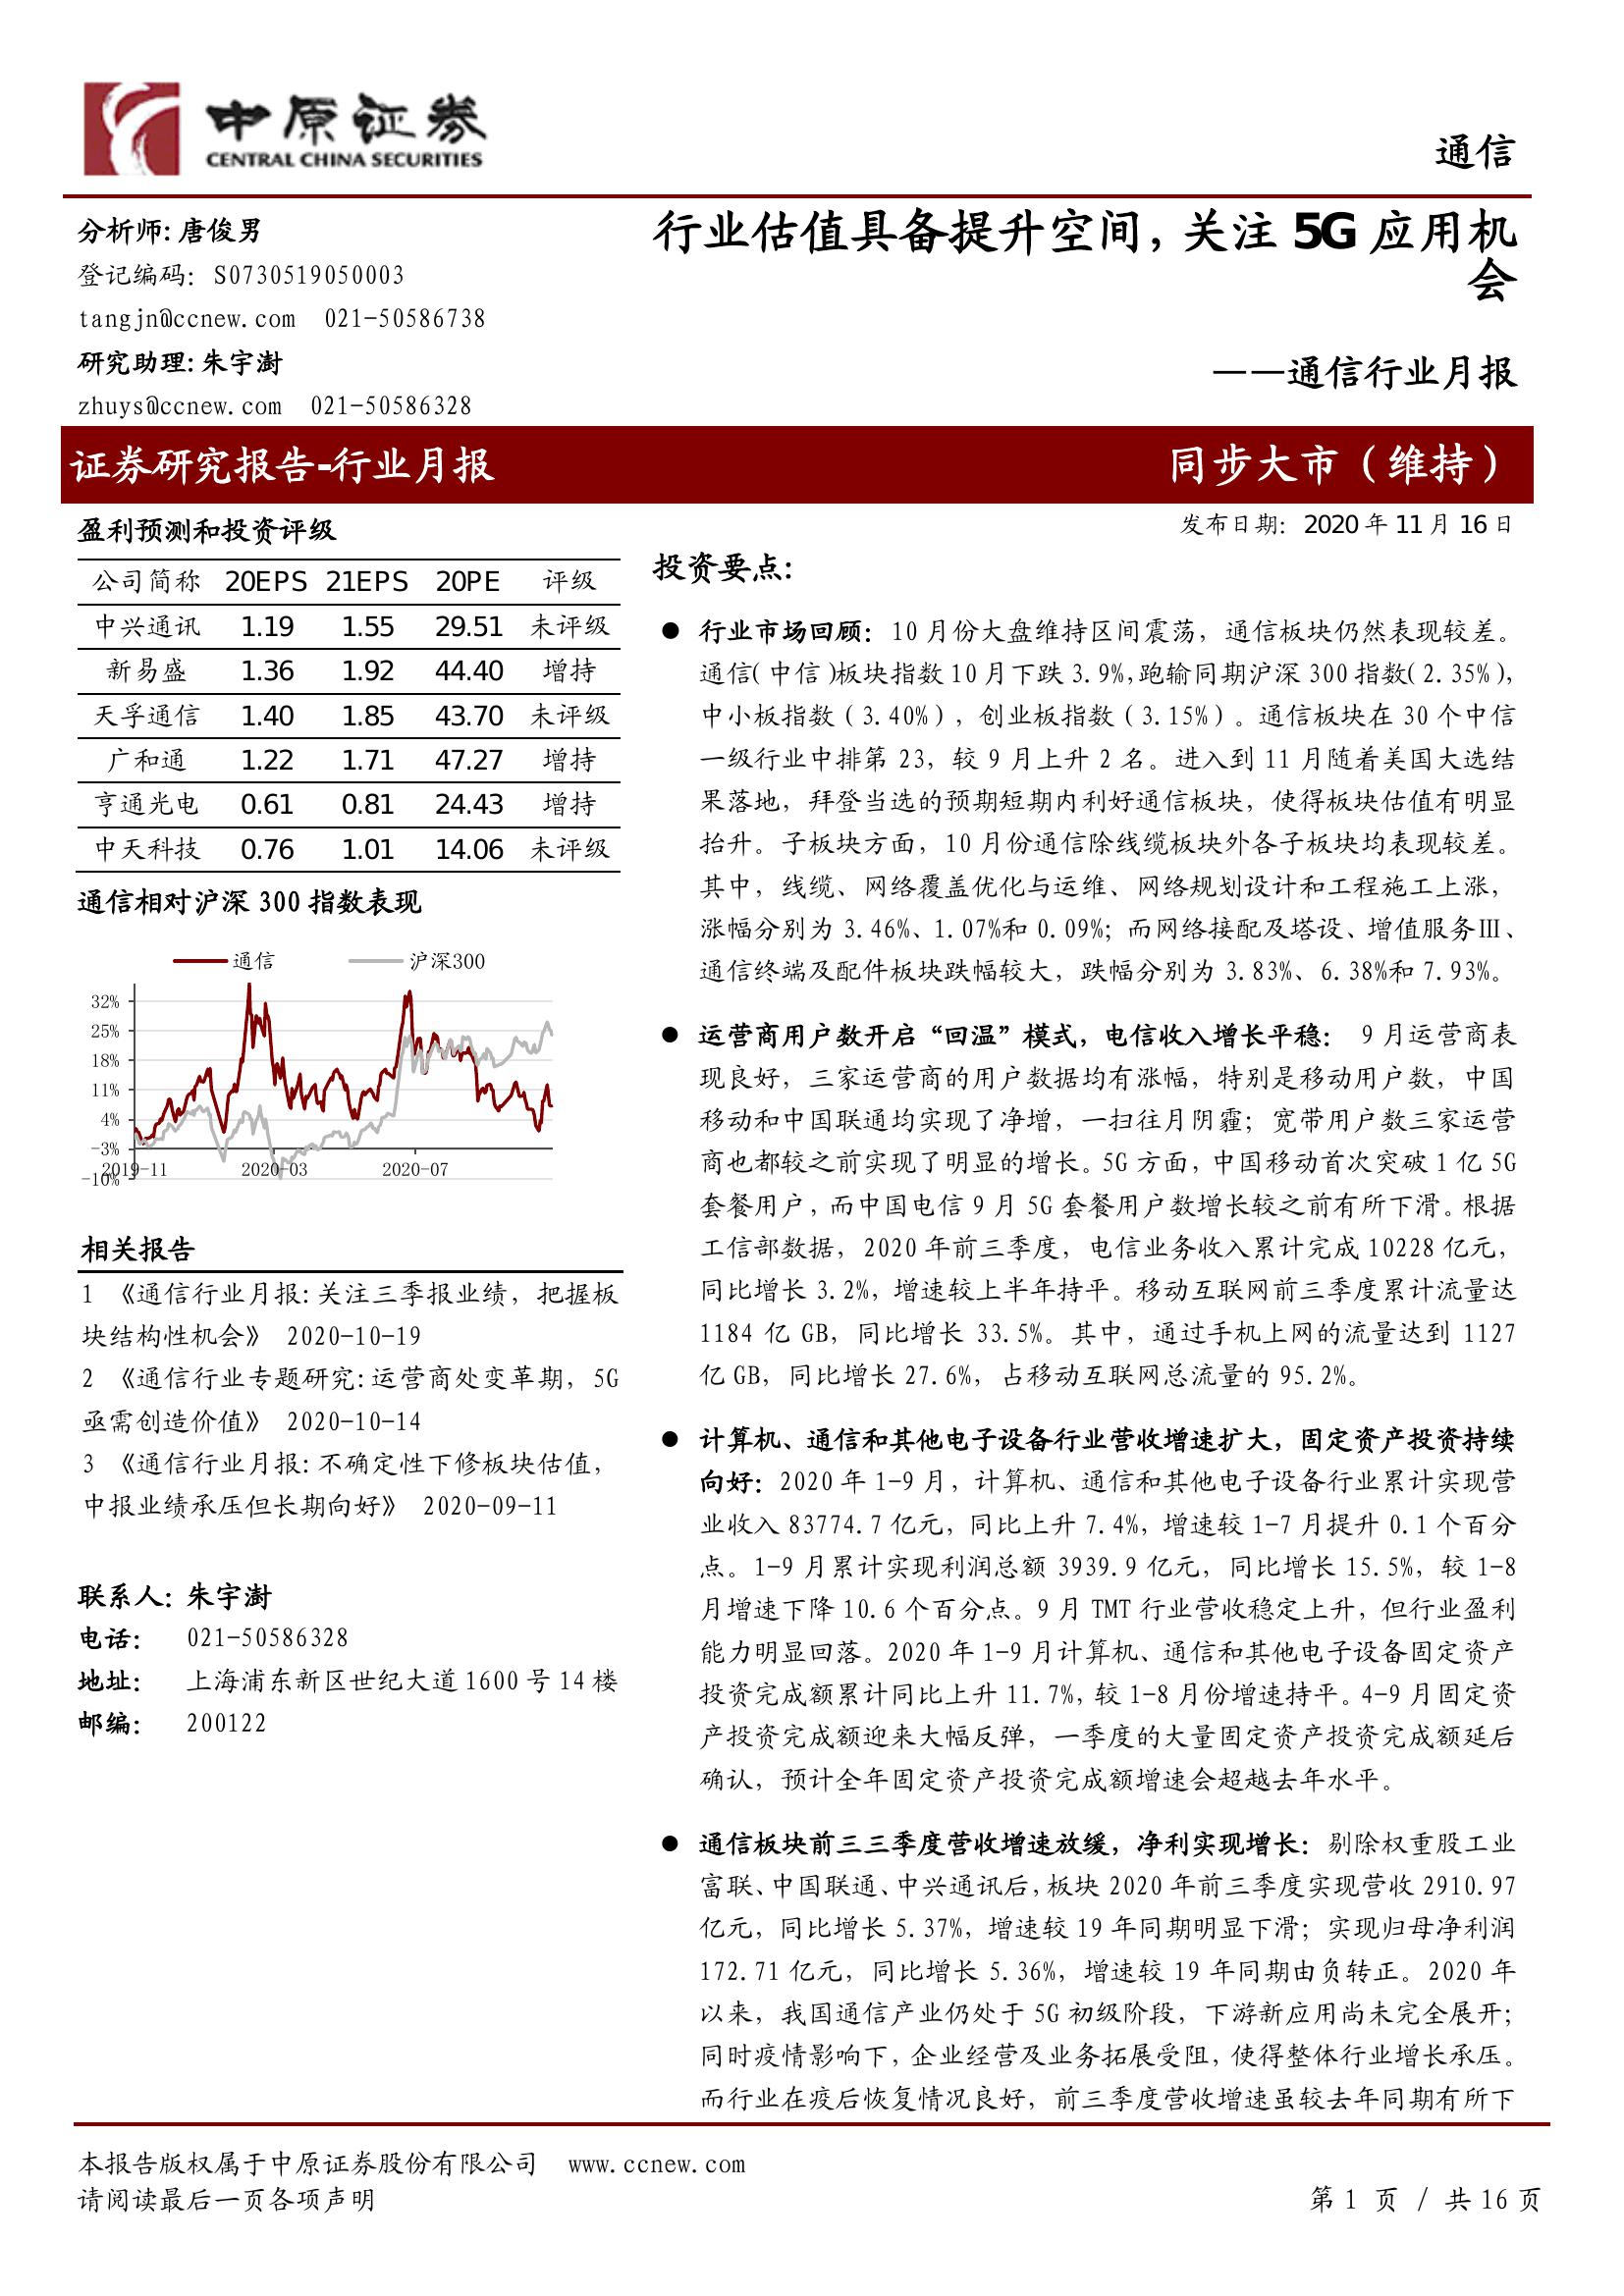 中原证券
CENTRAL CHINA SECURITIES
通信
分析师:唐俊男
登记编码：S0730519050003
tangjn@ccnew.com 021-50586738
研究助理:朱宇澍
zhuys@ccnew.com 021-50586328
行业估值具备提升空间，关注 5G 应用机
会
——通信行业月报
证券研究报告-行业月报
同步大市（维持）
盈利预测和投资评级
公司简称 20EPS 21EPS 20PE 评级
中兴通讯 1.19 1.55 29.51 未评级
新易盛 1.36 1.92 44.40 增持
天孚通信 1.40 1.85 43.70 未评级
广和通 1.22 1.71 47.27 增持
亨通光电 0.61 0.81 24.43 增持
中天科技 0.76 1.01 14.06 未评级
通信相对沪深 300 指数表现
通信 沪深300
32%
25%
18%
11%
4%
-3%
-10%
2019-11 2020-03 2020-07
相关报告
1 《通信行业月报:关注三季报业绩，把握板
块结构性机会》 2020-10-19
2 《通信行业专题研究:运营商处变革期，5G
亟需创造价值》 2020-10-14
3 《通信行业月报:不确定性下修板块估值，
中报业绩承压但长期向好》 2020-09-11
联系人：朱宇澍
电话： 021-50586328
地址： 上海浦东新区世纪大道 1600 号 14 楼
邮编： 200122
发布日期：2020 年 11 月 16 日
投资要点:
● 行业市场回顾：10 月份大盘维持区间震荡，通信板块仍然表现较差。
通信(中信)板块指数 10 月下跌 3.9%,跑输同期沪深 300 指数(2.35%),
中小板指数（3.40%），创业板指数（3.15%）。通信板块在 30 个中信
一级行业中排第 23，较 9 月上升 2 名。进入到 11 月随着美国大选结
果落地，拜登当选的预期短期内利好通信板块，使得板块估值有明显
抬升。子板块方面，10 月份通信除线缆板块外各子板块均表现较差。
其中，线缆、网络覆盖优化与运维、网络规划设计和工程施工上涨，
涨幅分别为 3.46%、1.07%和 0.09%；而网络接配及塔设、增值服务Ⅲ、
通信终端及配件板块跌幅较大，跌幅分别为 3.83%、6.38%和 7.93%。
● 运营商用户数开启“回温”模式，电信收入增长平稳： 9 月运营商表
现良好，三家运营商的用户数据均有涨幅，特别是移动用户数，中国
移动和中国联通均实现了净增，一扫往月阴霾；宽带用户数三家运营
商也都较之前实现了明显的增长。5G 方面，中国移动首次突破 1 亿 5G
套餐用户，而中国电信 9 月 5G 套餐用户数增长较之前有所下滑。根据
工信部数据，2020 年前三季度，电信业务收入累计完成 10228 亿元，
同比增长 3.2%，增速较上半年持平。移动互联网前三季度累计流量达
1184 亿 GB，同比增长 33.5%。其中，通过手机上网的流量达到 1127
亿 GB，同比增长 27.6%，占移动互联网总流量的 95.2%。
● 计算机、通信和其他电子设备行业营收增速扩大，固定资产投资持续
向好：2020 年 1-9 月，计算机、通信和其他电子设备行业累计实现营
业收入 83774.7 亿元，同比上升 7.4%，增速较 1-7 月提升 0.1 个百分
点。1-9 月累计实现利润总额 3939.9 亿元，同比增长 15.5%，较 1-8
月增速下降 10.6 个百分点。9 月 TMT 行业营收稳定上升，但行业盈利
能力明显回落。2020 年 1-9 月计算机、通信和其他电子设备固定资产
投资完成额累计同比上升 11.7%，较 1-8 月份增速持平。4-9 月固定资
产投资完成额迎来大幅反弹，一季度的大量固定资产投资完成额延后
确认，预计全年固定资产投资完成额增速会超越去年水平。
● 通信板块前三三季度营收增速放缓，净利实现增长：剔除权重股工业
富联、中国联通、中兴通讯后，板块 2020 年前三季度实现营收 2910.97
亿元，同比增长 5.37%，增速较 19 年同期明显下滑；实现归母净利润
172.71 亿元，同比增长 5.36%，增速较 19 年同期由负转正。2020 年
以来，我国通信产业仍处于 5G 初级阶段，下游新应用尚未完全展开；
同时疫情影响下，企业经营及业务拓展受阻，使得整体行业增长承压。
而行业在疫后恢复情况良好，前三季度营收增速虽较去年同期有所下
本报告版权属于中原证券股份有限公司 www.ccnew.com
请阅读最后一页各项声明
第 1 页 / 共 16 页